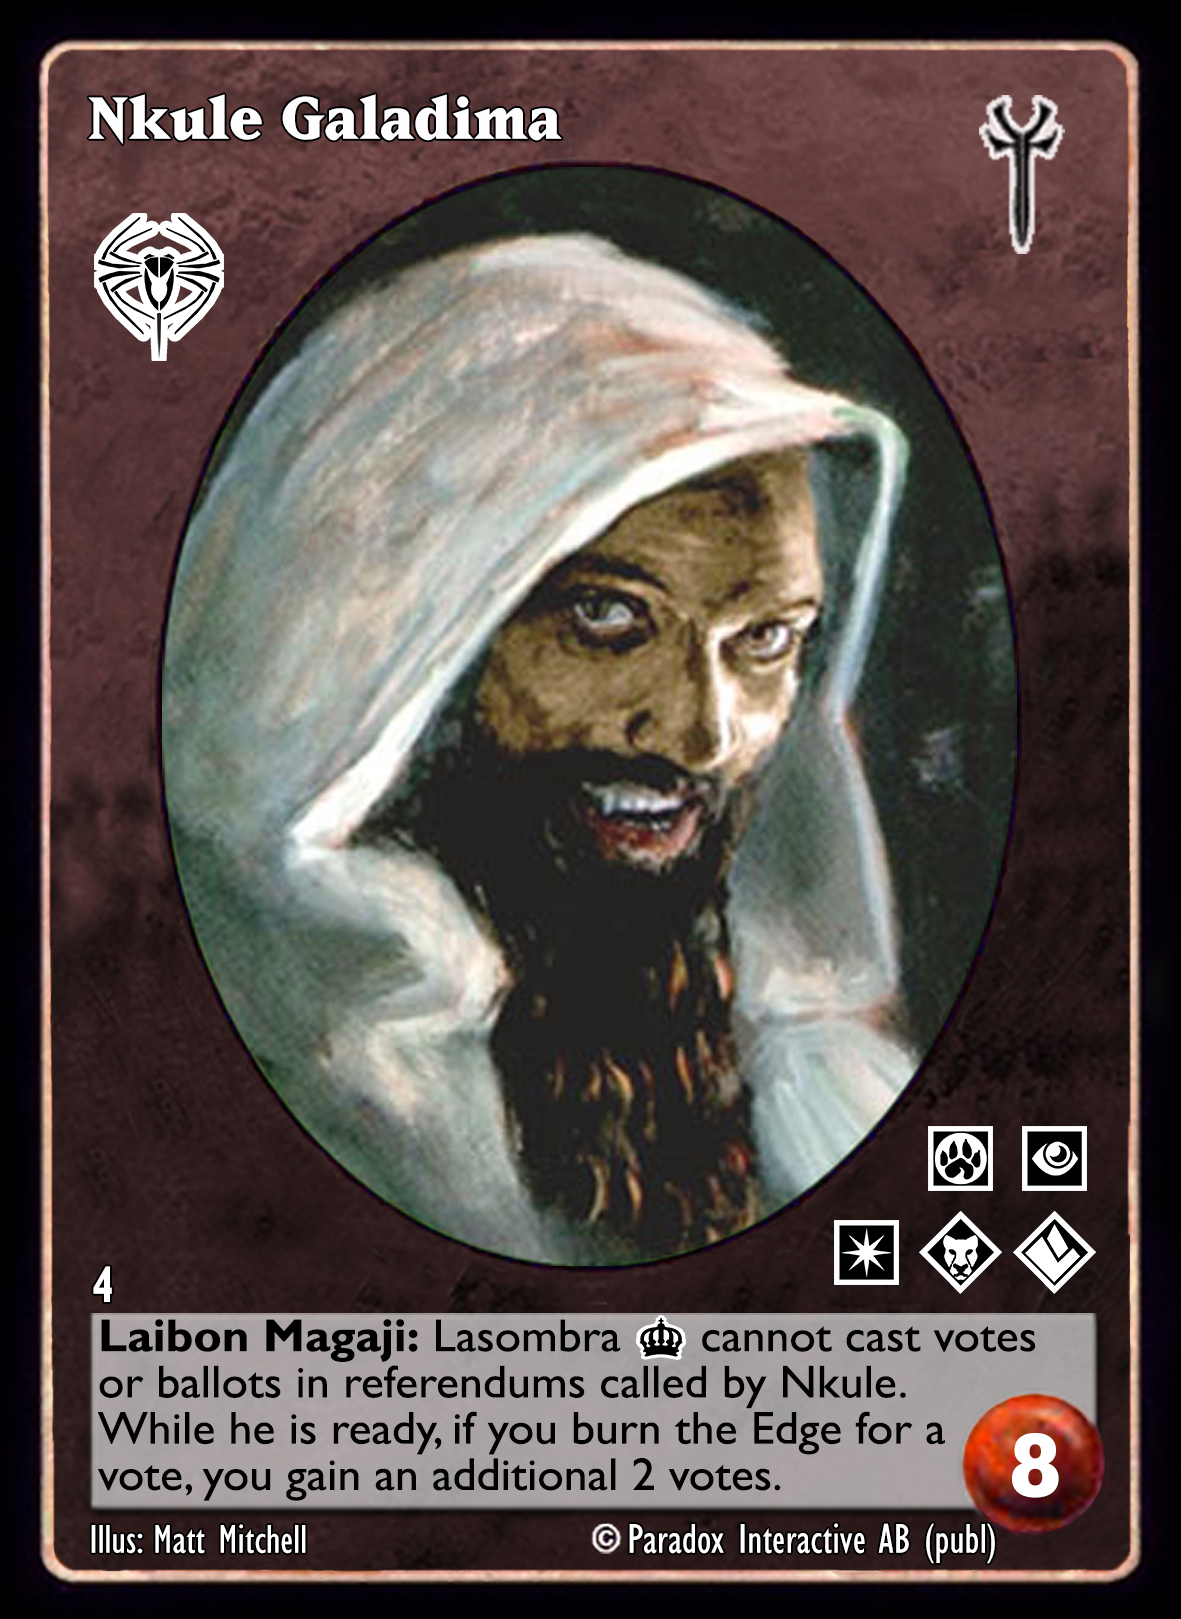 Nkule Galadima
4
Laibon Magaji: Lasombra cannot cast votes
or ballots in referendums called by Nkule.
While he is ready, if you burn the Edge for a
vote, you gain an additional 2 votes.
8
Illus: Matt Mitchell © Paradox Interactive AB (publ)